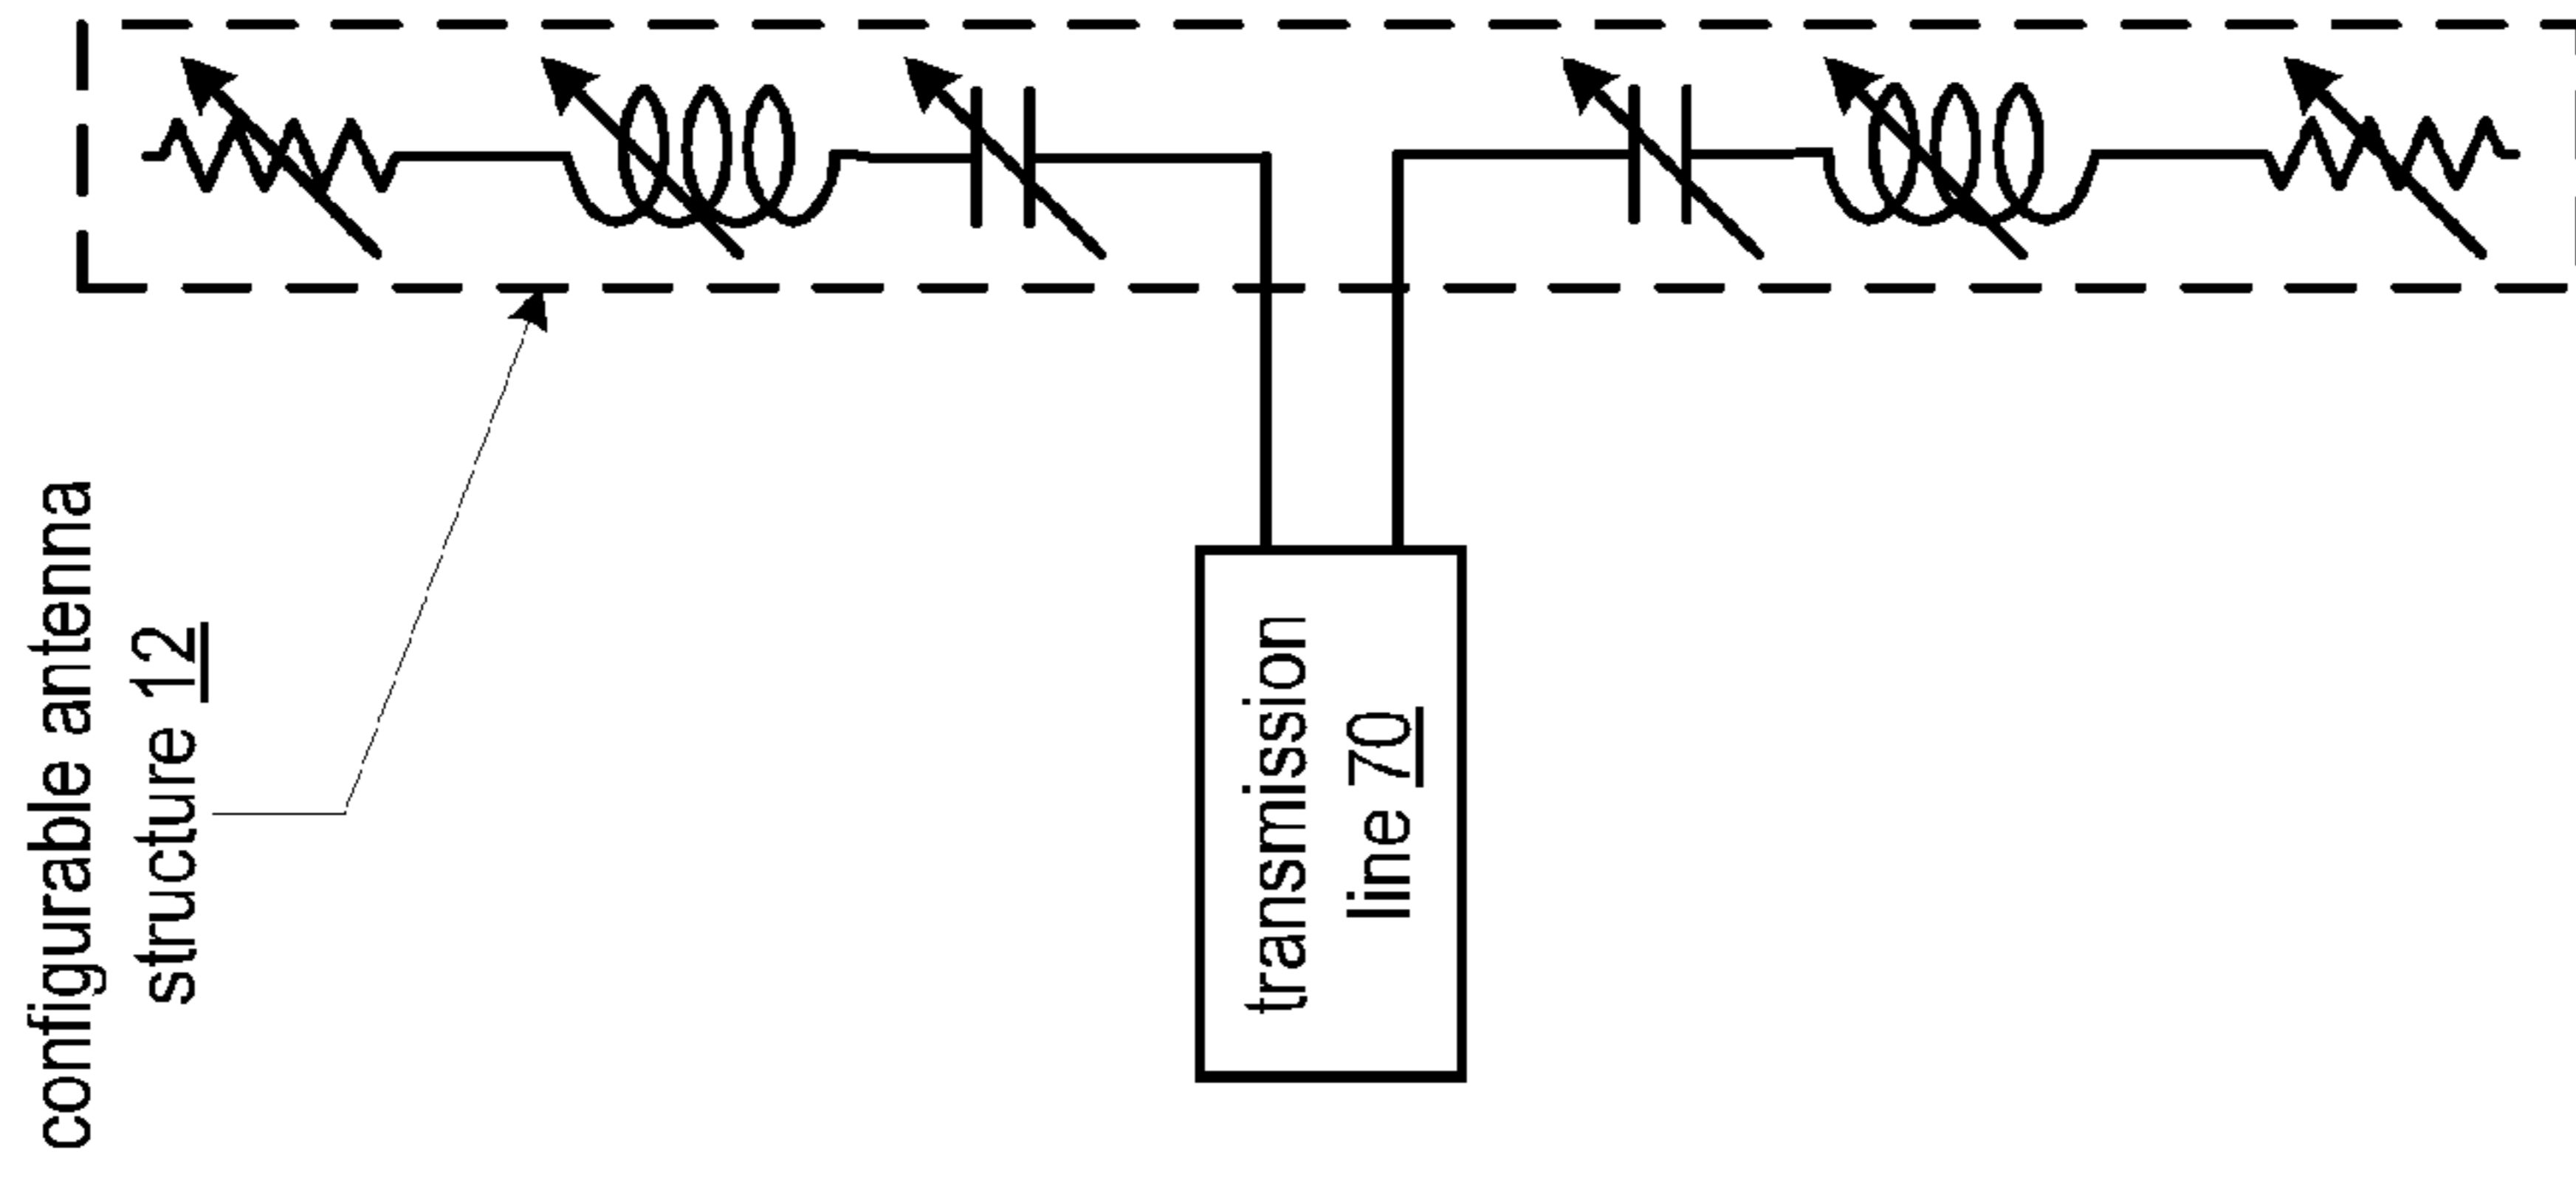 configurable antenna
structure 12
transmission
line 70